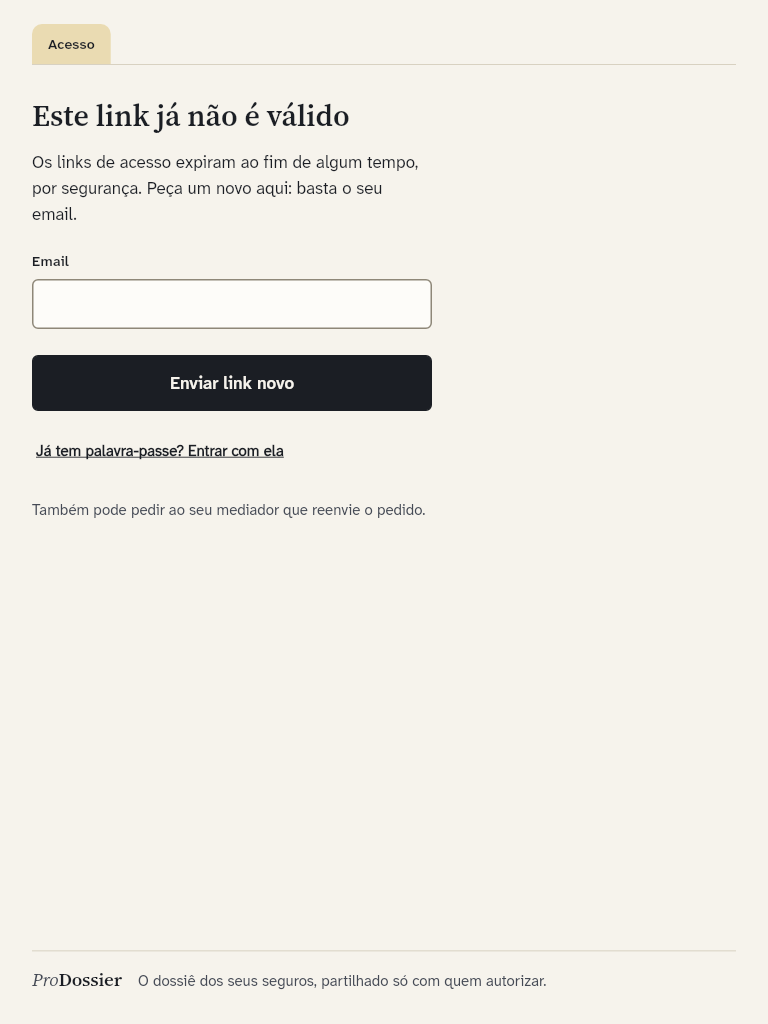 Acesso
Este link já não é válido
Os links de acesso expiram ao fim de algum tempo,
por segurança. Peça um novo aqui: basta o seu
email.
Email
Enviar link novo
Já tem palavra-passe? Entrar com ela
Também pode pedir ao seu mediador que reenvie o pedido.
ProDossier O dossiê dos seus seguros, partilhado só com quem autorizar.